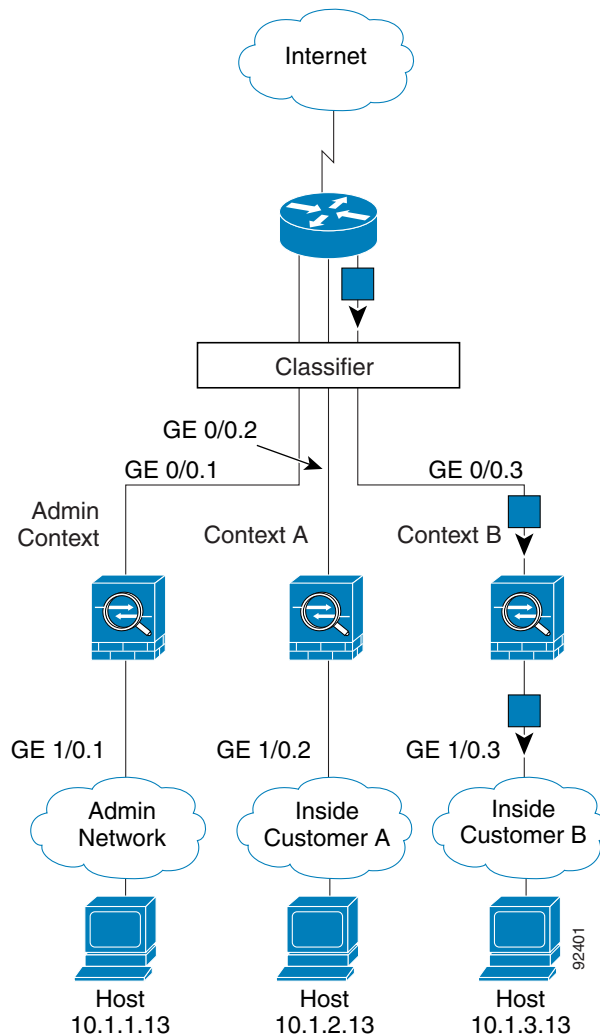 Internet
Classifier
GE 0/0.2
GE 0/0.1
GE 0/0.3
Admin
Context
Context A
Context B
GE 1/0.1
GE 1/0.2
GE 1/0.3
Admin
Network
Inside
Customer A
Inside
Customer B
92401
Host
10.1.1.13
Host
10.1.2.13
Host
10.1.3.13